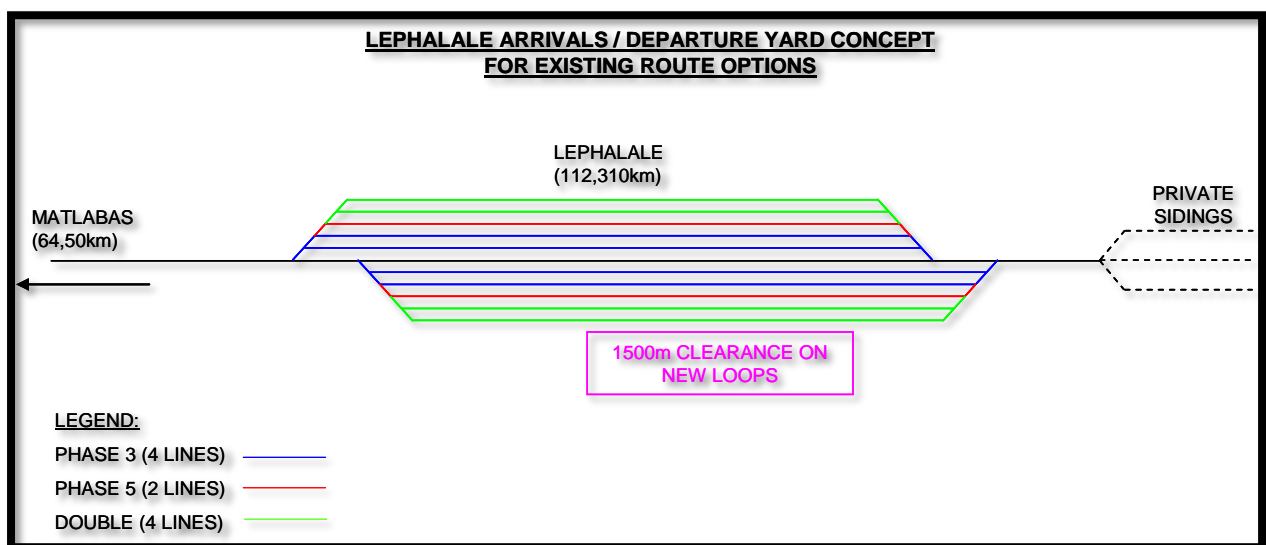 LEPHALALE ARRIVALS / DEPARTURE YARD CONCEPT
FOR EXISTING ROUTE OPTIONS
LEPHALALE
(112,310km)
MATLABAS
(64,50km)
PRIVATE
SIDINGS
1500m CLEARANCE ON
NEW LOOPS
LEGEND:
PHASE 3 (4 LINES)
PHASE 5 (2 LINES)
DOUBLE (4 LINES)